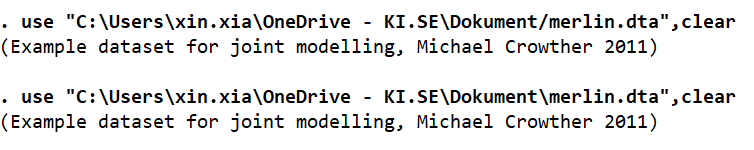 . use "C:\Users\xin.xia\OneDrive - KI.SE\Dokument/merlin.dta",clear
(Example dataset for joint modelling, Michael Crowther 2011)
. use "C:\Users\xin.xia\OneDrive - KI.SE\Dokument\merlin.dta",clear
(Example dataset for joint modelling, Michael Crowther 2011)